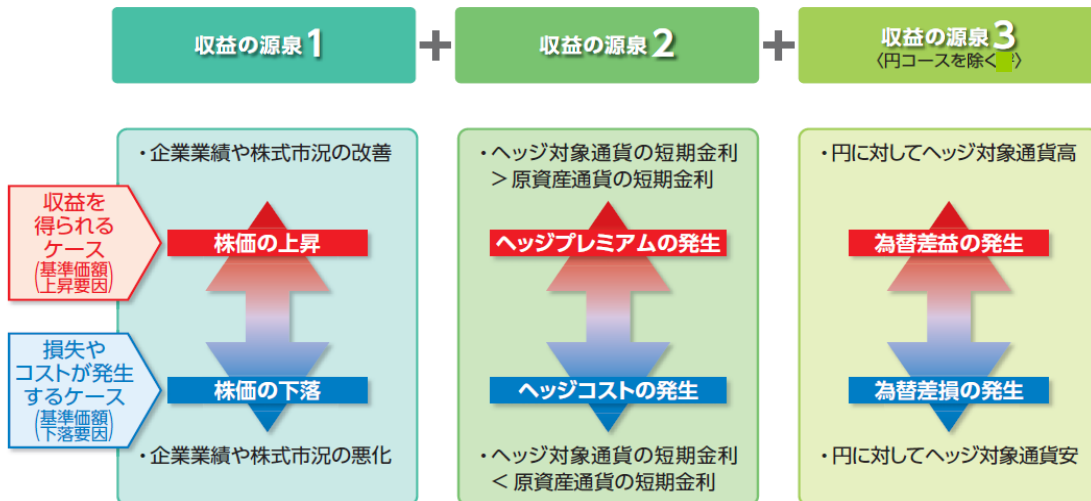 収益の源泉1
+
収益の源泉2
+
収益の源泉3
〈円コースを除く 〉
収益を
得られる
ケース
(基準価額
上昇要因)
損失や
コストが発生
するケース
(基準価額
下落要因)
・企業業績や株式市況の改善
株価の上昇
株価の下落
・企業業績や株式市況の悪化
・ヘッジ対象通貨の短期金利
> 原資産通貨の短期金利
ヘッジプレミアムの発生
ヘッジコストの発生
・ヘッジ対象通貨の短期金利
< 原資産通貨の短期金利
・円に対してヘッジ対象通貨高
為替差益の発生
為替差損の発生
・円に対してヘッジ対象通貨安